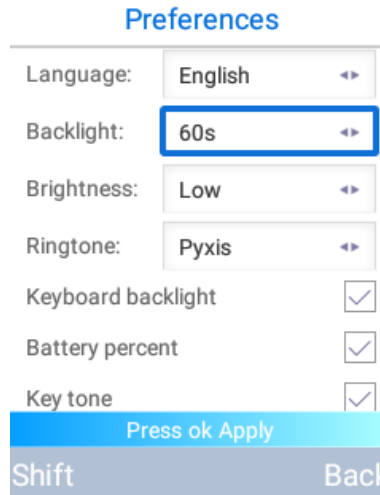 Preferences
Language: English
Backlight: 60s
Brightness: Low
Ringtone: Pyxis
Keyboard backlight
Battery percent
Key tone
Press ok Apply
Shift Back